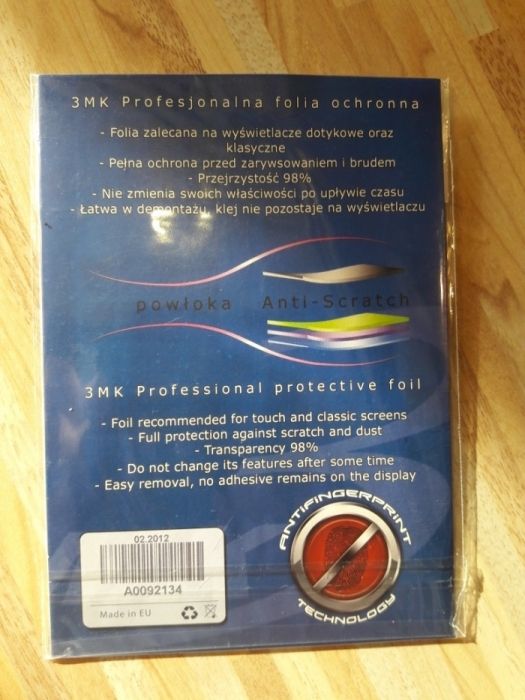 3MK Profesjonalna folia ochronna
- Folia zalecana na wyświetlacze dotykowe oraz
klasyczne
- Pełna ochrona przed zarywsowaniem i brudem
- Przejrzystość 98%
- Nie zmienia swoich właściwości po upływie czasu
- Łatwa w demontażu, klej nie pozostaje na wyświetlaczu
powłoka Anti-Scratch
3MK Professional protective foil
- Foil recommended for touch and classic screens
- Full protection against scratch and dust
- Transparency 98%
- Do not change its features after some time
- Easy removal, no adhesive remains on the display
ANTIFINGERPRINT
TECHNOLOGY
02.2012
A0092134
Made in EU